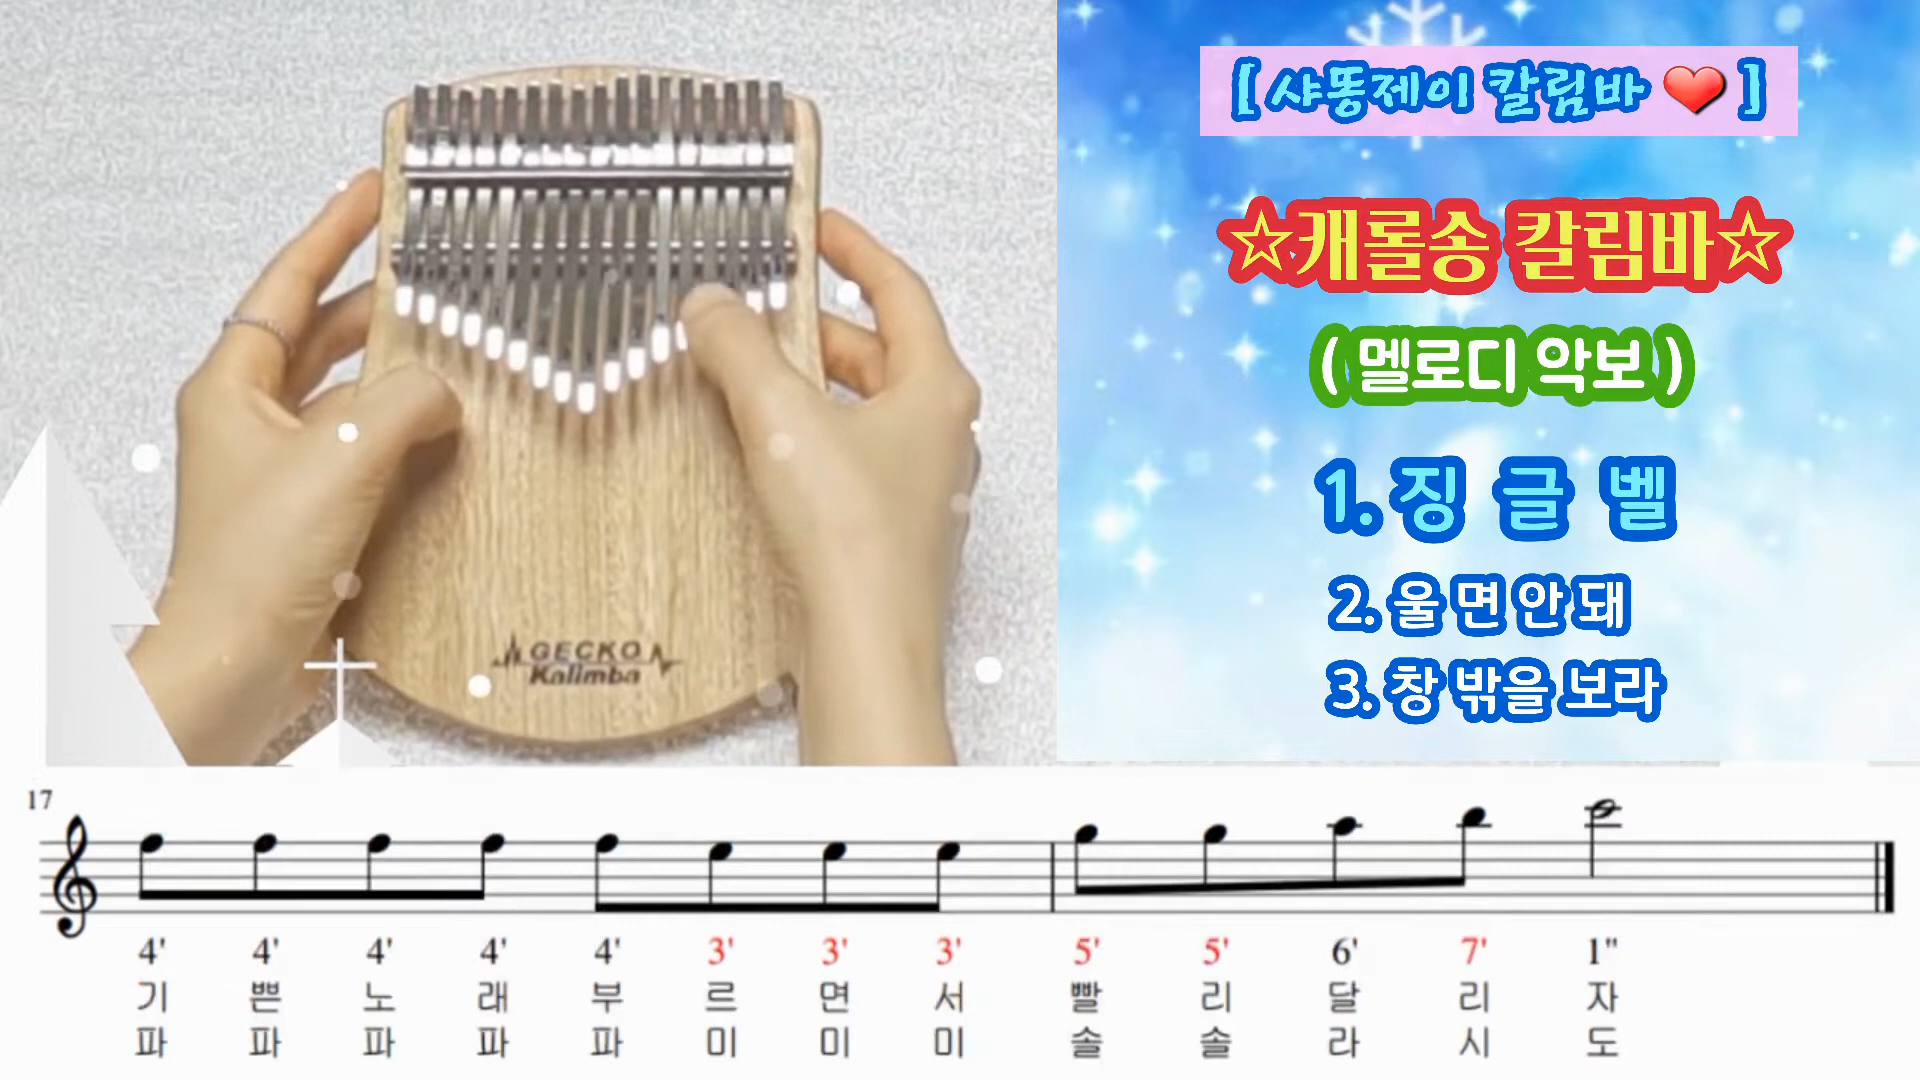 [ 샤똥제이 칼림바 ❤ ]
☆캐롤송 칼림바☆
( 멜로디 악보 )
1. 징 글 벨
2. 울 면 안 돼
3. 창 밖을 보라
GECKO
Kalimba
17
4' 4' 4' 4' 4' 3' 3' 3' 5' 5' 6' 7' 1"
기 쁜 노 래 부 르 면 서 빨 리 달 리 자
파 파 파 파 파 미 미 미 솔 솔 라 시 도